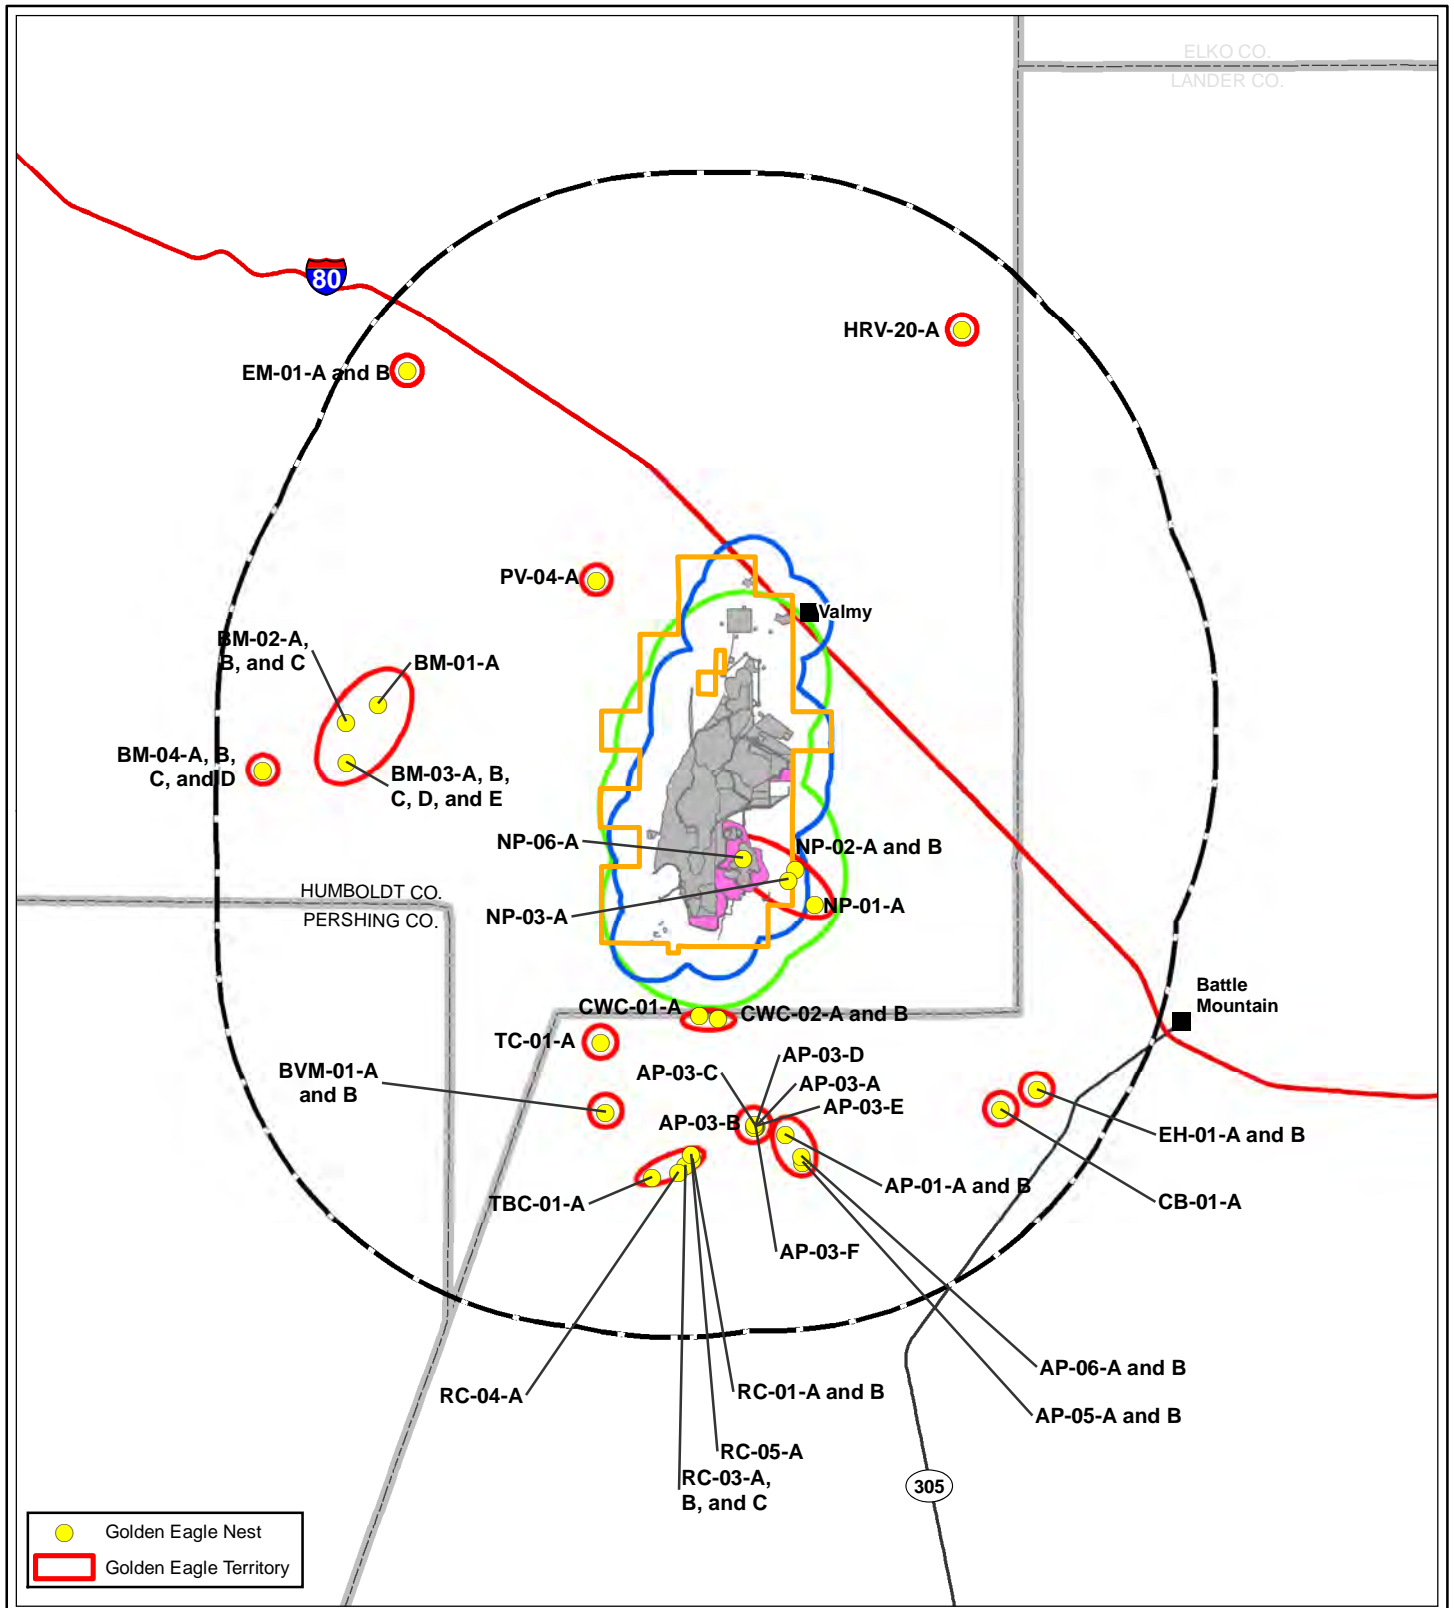 ELKO CO.
LANDER CO.
80
HRV-20-A
EM-01-A and B
PV-04-A
Valmy
BM-02-A,
B, and C
BM-01-A
BM-04-A, B,
C, and D
BM-03-A, B,
C, D, and E
NP-06-A
NP-02-A and B
HUMBOLDT CO.
PERSHING CO.
NP-03-A
NP-01-A
Battle
Mountain
CWC-01-A
CWC-02-A and B
TC-01-A
AP-03-D
BVM-01-A
and B
AP-03-C
AP-03-A
AP-03-E
AP-03-B
EH-01-A and B
AP-01-A and B
TBC-01-A
CB-01-A
AP-03-F
AP-06-A and B
RC-04-A
RC-01-A and B
AP-05-A and B
RC-05-A
RC-03-A,
B, and C
305
Golden Eagle Nest
Golden Eagle Territory